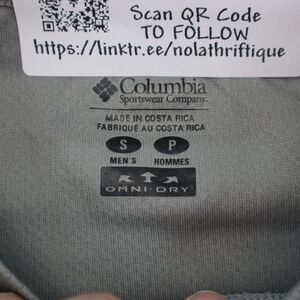 Scan QR Code
TO FOLLOW
https://linktr.ee/nolathriftique
Columbia
Sportswear Company
MADE IN COSTA RICA
FABRIQUÉ AU COSTA RICA
S P
MEN'S HOMMES
OMNI-DRY